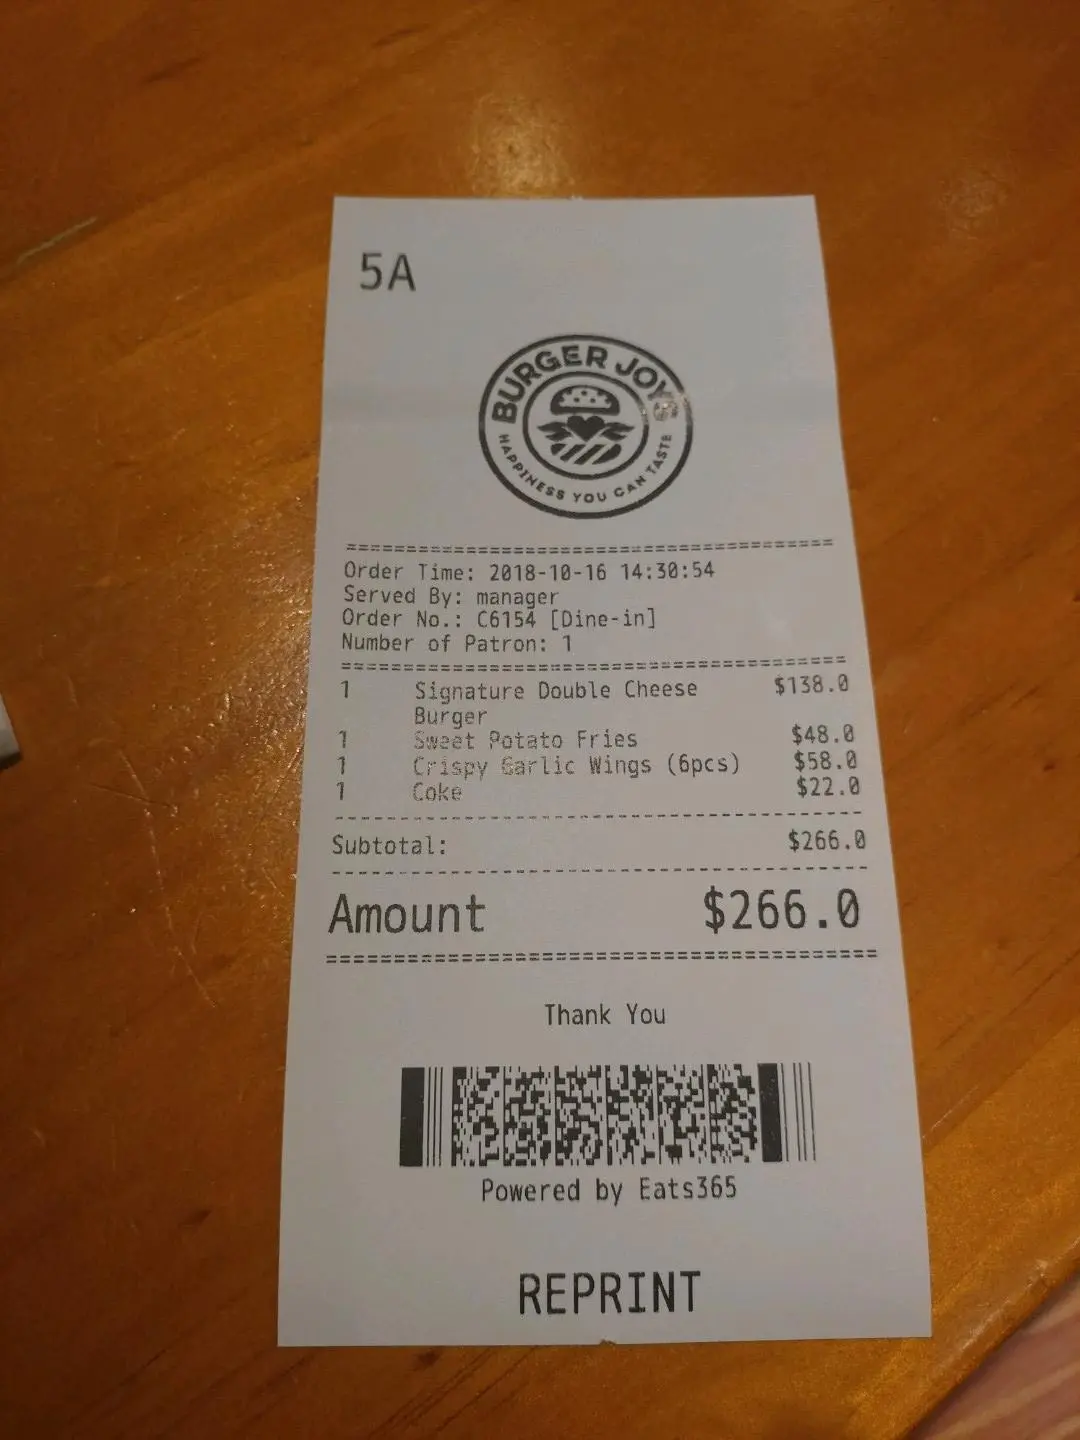 5A
BURGER JOYS
HAPPINESS YOU CAN TASTE
================================================
Order Time: 2018-10-16 14:30:54
Served By: manager
Order No.: C6154 [Dine-in]
Number of Patron: 1
================================================
1 Signature Double Cheese $138.0
Burger
1 Sweet Potato Fries $48.0
1 Crispy Garlic Wings (6pcs) $58.0
1 Coke $22.0
------------------------------------------------
Subtotal: $266.0
------------------------------------------------
Amount $266.0
================================================
Thank You
Powered by Eats365
REPRINT